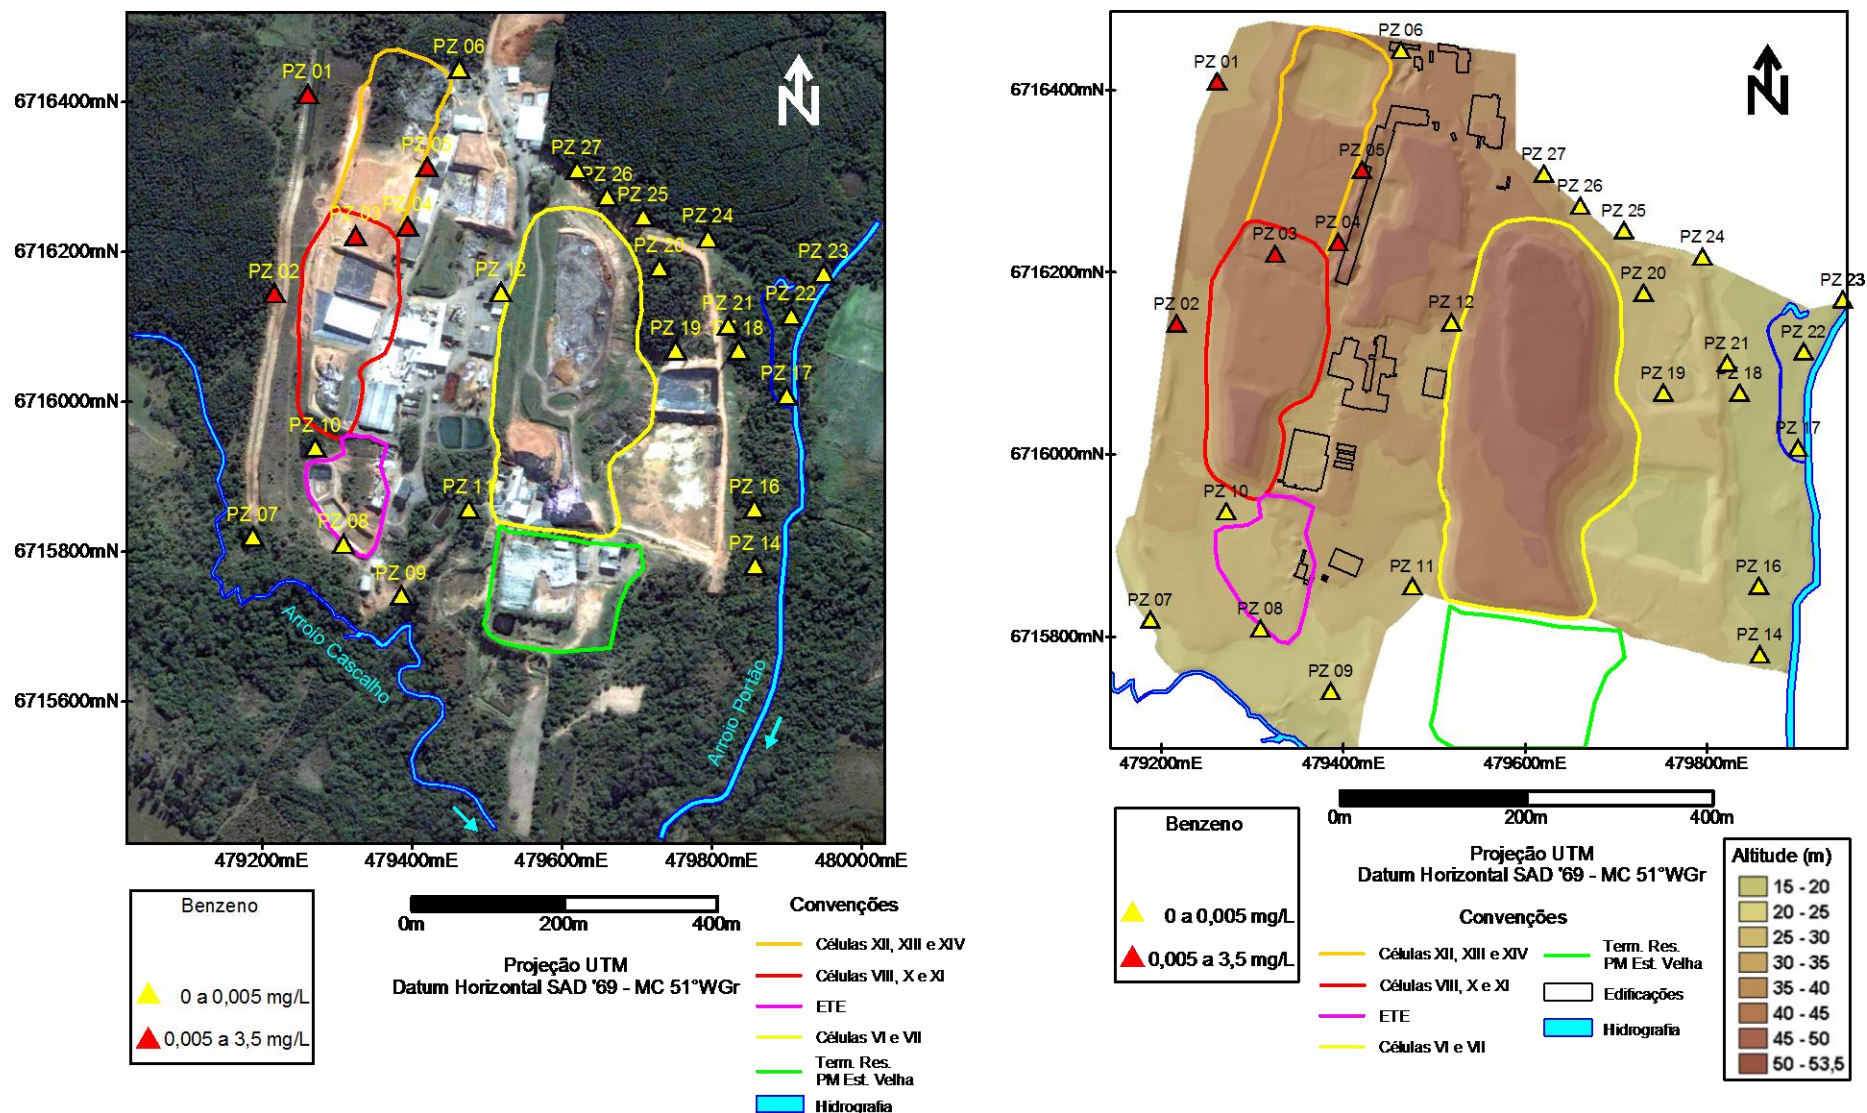 PZ 06
PZ 01
6716400mN
N
PZ 05
PZ 27
PZ 26
PZ 25
PZ 03
PZ 04
PZ 24
6716200mN
PZ 20
PZ 23
PZ 02
PZ 12
PZ 22
PZ 21
PZ 19
PZ 18
PZ 17
6716000mN
PZ 10
PZ 11
PZ 16
PZ 07
PZ 08
6715800mN
PZ 14
PZ 09
Arroio Cascalho
Arroio Portão
6715600mN
479200mE
479400mE
479600mE
479800mE
480000mE
Benzeno
0 a 0,005 mg/L
0,005 a 3,5 mg/L
0m
200m
400m
Projeção UTM
Datum Horizontal SAD '69 - MC 51°WGr
Convenções
Células XII, XIII e XIV
Células VIII, X e XI
ETE
Células VI e VII
Term. Res.
PM Est. Velha
Hidrografia
PZ 06
PZ 01
6716400mN
N
PZ 05
PZ 27
PZ 26
PZ 25
PZ 04
PZ 03
PZ 24
6716200mN
PZ 20
PZ 23
PZ 02
PZ 12
PZ 22
PZ 21
PZ 19
PZ 18
PZ 17
6716000mN
PZ 10
PZ 11
PZ 16
PZ 07
PZ 08
6715800mN
PZ 14
PZ 09
479200mE
479400mE
479600mE
479800mE
Benzeno
0 a 0,005 mg/L
0,005 a 3,5 mg/L
0m
200m
400m
Projeção UTM
Datum Horizontal SAD '69 - MC 51°WGr
Convenções
Células XII, XIII e XIV
Células VIII, X e XI
ETE
Células VI e VII
Term. Res.
PM Est. Velha
Edificações
Hidrografia
Altitude (m)
15 - 20
20 - 25
25 - 30
30 - 35
35 - 40
40 - 45
45 - 50
50 - 53,5